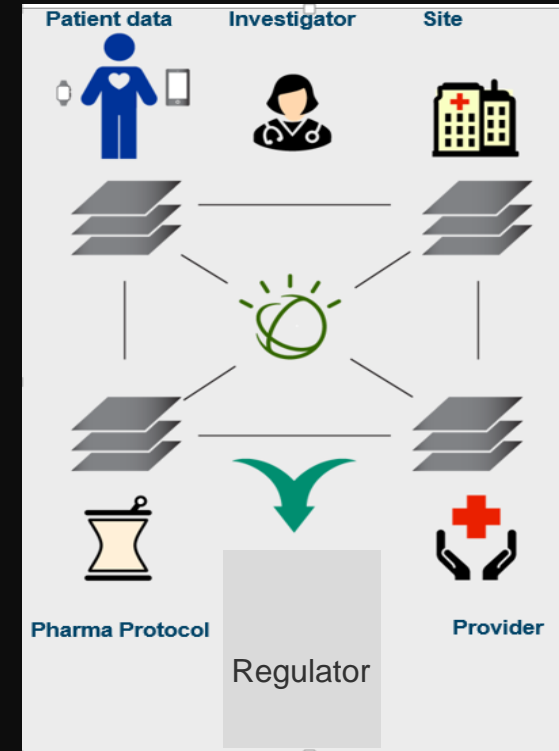 Patient data
Investigator
Site
Pharma Protocol
Provider
Regulator